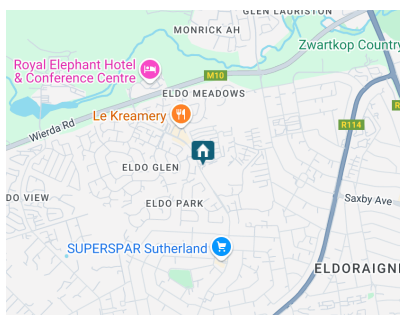 GLEN LAURISTON
MONRICK AH
Zwartkop Country
Royal Elephant Hotel
& Conference Centre
M10
ELDO MEADOWS
R
Le Kreamery
R114
Wierda Rd
ELDO GLEN
DO VIEW
ELDO PARK
Saxby Ave
SUPERSPAR Sutherland
ELDORAIGNE